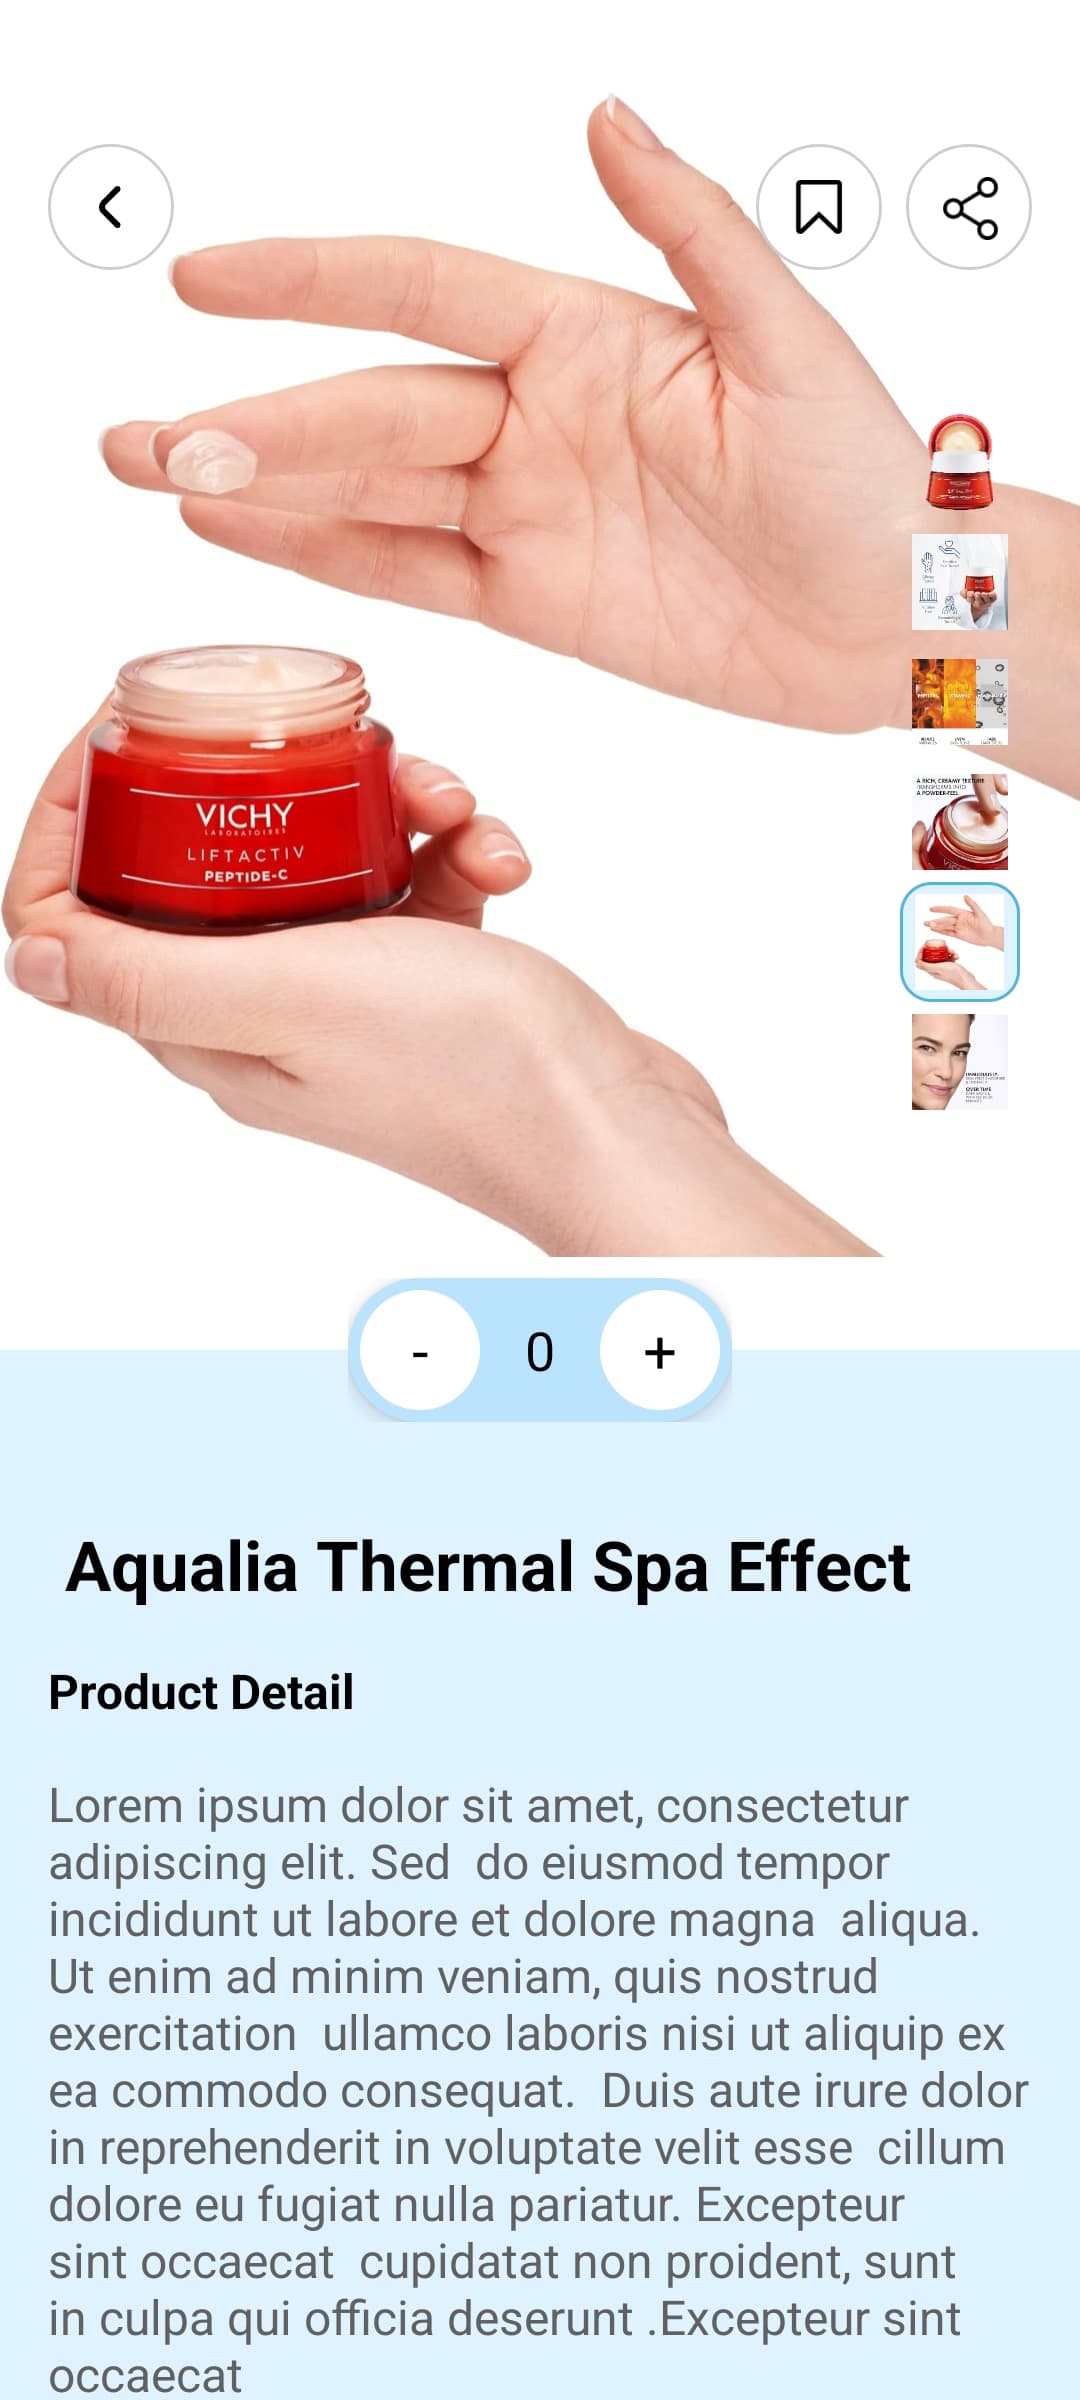 VICHY
LABORATOIRES
LIFTACTIV
PEPTIDE-C
A RICH, CREAMY TEXTURE
TRANSFORMS INTO
A POWDER-FEEL
IMMEDIATELY:
OVER TIME
- 0 +
Aqualia Thermal Spa Effect
Product Detail
Lorem ipsum dolor sit amet, consectetur
adipiscing elit. Sed  do eiusmod tempor
incididunt ut labore et dolore magna  aliqua.
Ut enim ad minim veniam, quis nostrud
exercitation  ullamco laboris nisi ut aliquip ex
ea commodo consequat.  Duis aute irure dolor
in reprehenderit in voluptate velit esse  cillum
dolore eu fugiat nulla pariatur. Excepteur
sint occaecat  cupidatat non proident, sunt
in culpa qui officia deserunt .Excepteur sint
occaecat